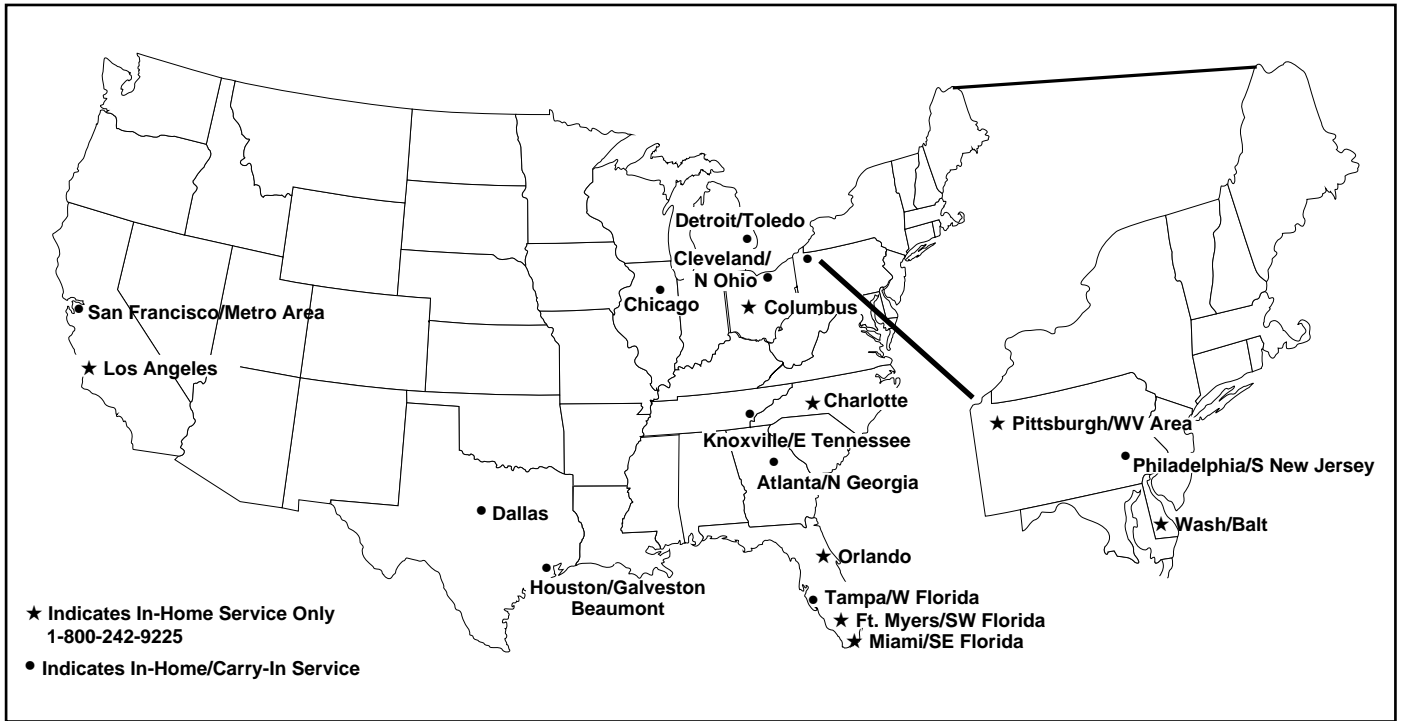 Detroit/Toledo
Cleveland/
N Ohio
Chicago
Columbus
San Francisco/Metro Area
Los Angeles
Charlotte
Knoxville/E Tennessee
Atlanta/N Georgia
Pittsburgh/WV Area
Philadelphia/S New Jersey
Wash/Balt
Dallas
Houston/Galveston
Beaumont
Orlando
Tampa/W Florida
Ft. Myers/SW Florida
Miami/SE Florida
★ Indicates In-Home Service Only
1-800-242-9225
• Indicates In-Home/Carry-In Service